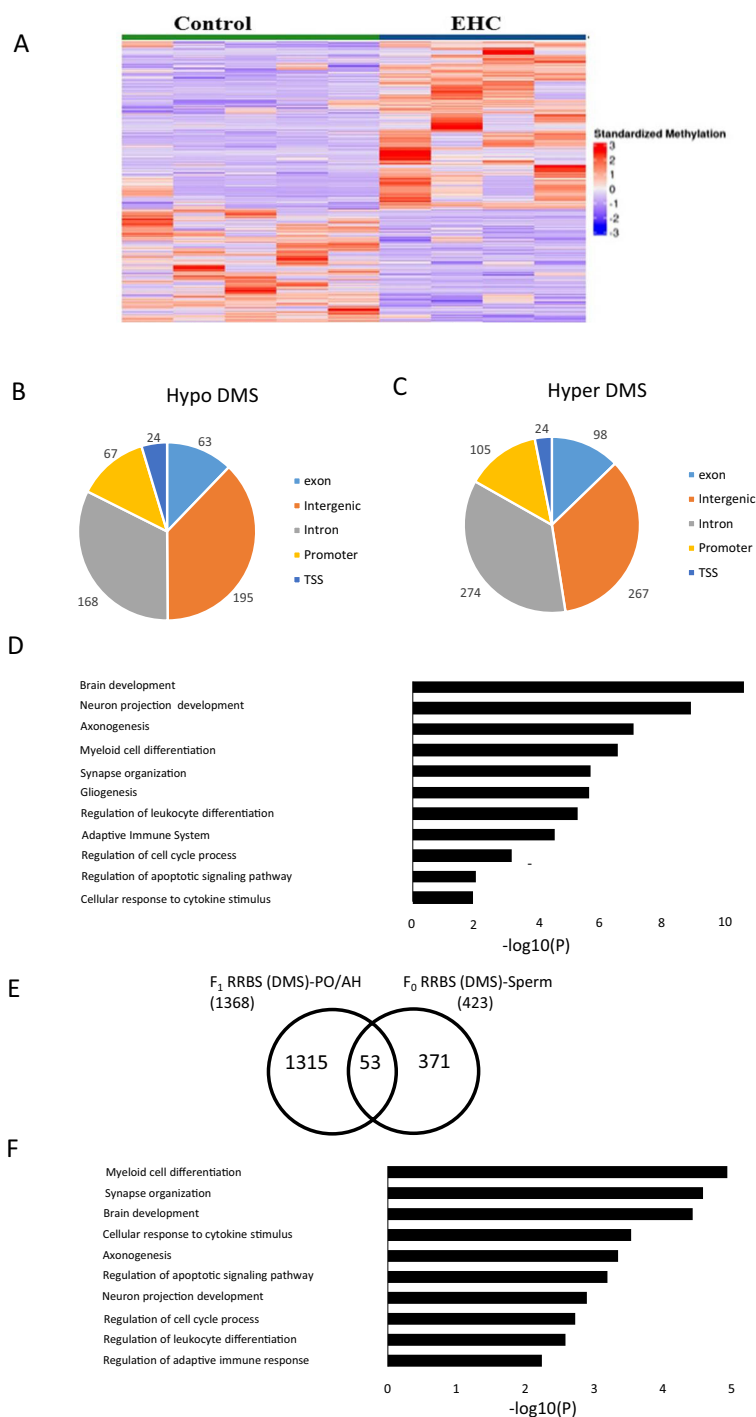 A
Control EHC
Standardized Methylation
3
2
1
0
-1
-2
-3
B
Hypo DMS
24
67
63
168
195
exon
Intergenic
Intron
Promoter
TSS
C
Hyper DMS
24
105
98
274
267
exon
Intergenic
Intron
Promoter
TSS
D
Brain development
Neuron projection development
Axonogenesis
Myeloid cell differentiation
Synapse organization
Gliogenesis
Regulation of leukocyte differentiation
Adaptive Immune System
Regulation of cell cycle process
Regulation of apoptotic signaling pathway
Cellular response to cytokine stimulus
0 2 4 6 8 10
-log10(P)
E
F1 RRBS (DMS)-PO/AH
(1368)
F0 RRBS (DMS)-Sperm
(423)
1315 53 371
F
Myeloid cell differentiation
Synapse organization
Brain development
Cellular response to cytokine stimulus
Axonogenesis
Regulation of apoptotic signaling pathway
Neuron projection development
Regulation of cell cycle process
Regulation of leukocyte differentiation
Regulation of adaptive immune response
0 1 2 3 4 5
-log10(P)